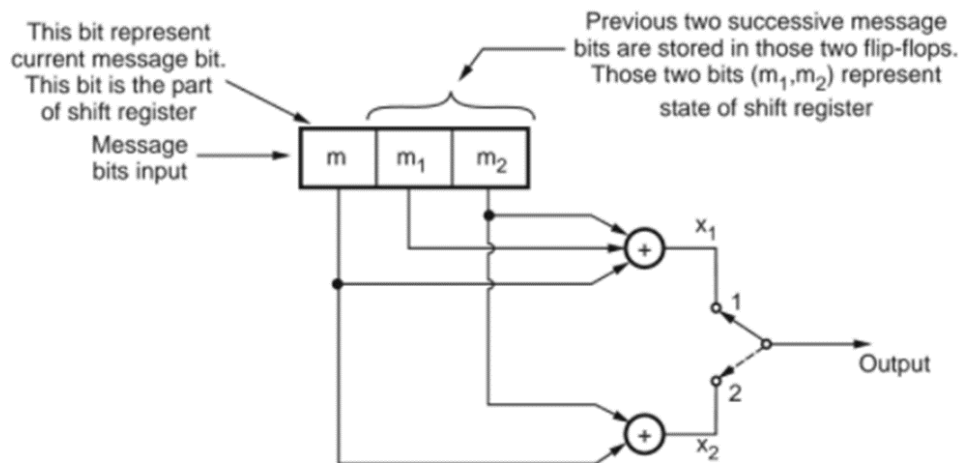 This bit represent
current message bit.
This bit is the part
of shift register
Previous two successive message
bits are stored in those two flip-flops.
Those two bits (m1,m2) represent
state of shift register
Message
bits input
m
m1
m2
+
x1
1
Output
2
+
x2